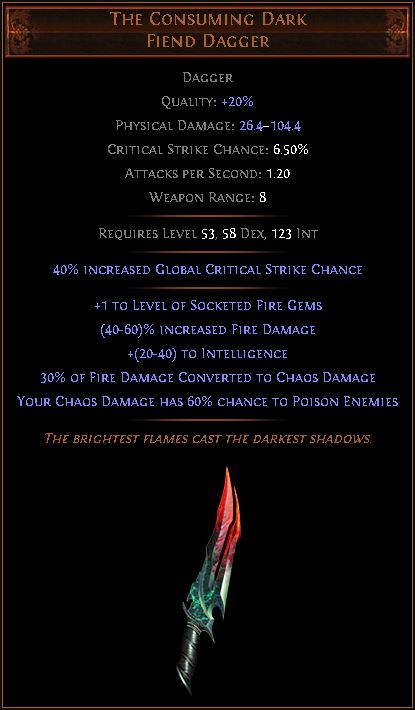 The Consuming Dark
Fiend Dagger
Dagger
Quality: +20%
Physical Damage: 26.4–104.4
Critical Strike Chance: 6.50%
Attacks per Second: 1.20
Weapon Range: 8
Requires Level 53, 58 Dex, 123 Int
40% increased Global Critical Strike Chance
+1 to Level of Socketed Fire Gems
(40-60)% increased Fire Damage
+(20-40) to Intelligence
30% of Fire Damage Converted to Chaos Damage
Your Chaos Damage has 60% chance to Poison Enemies
The brightest flames cast the darkest shadows.